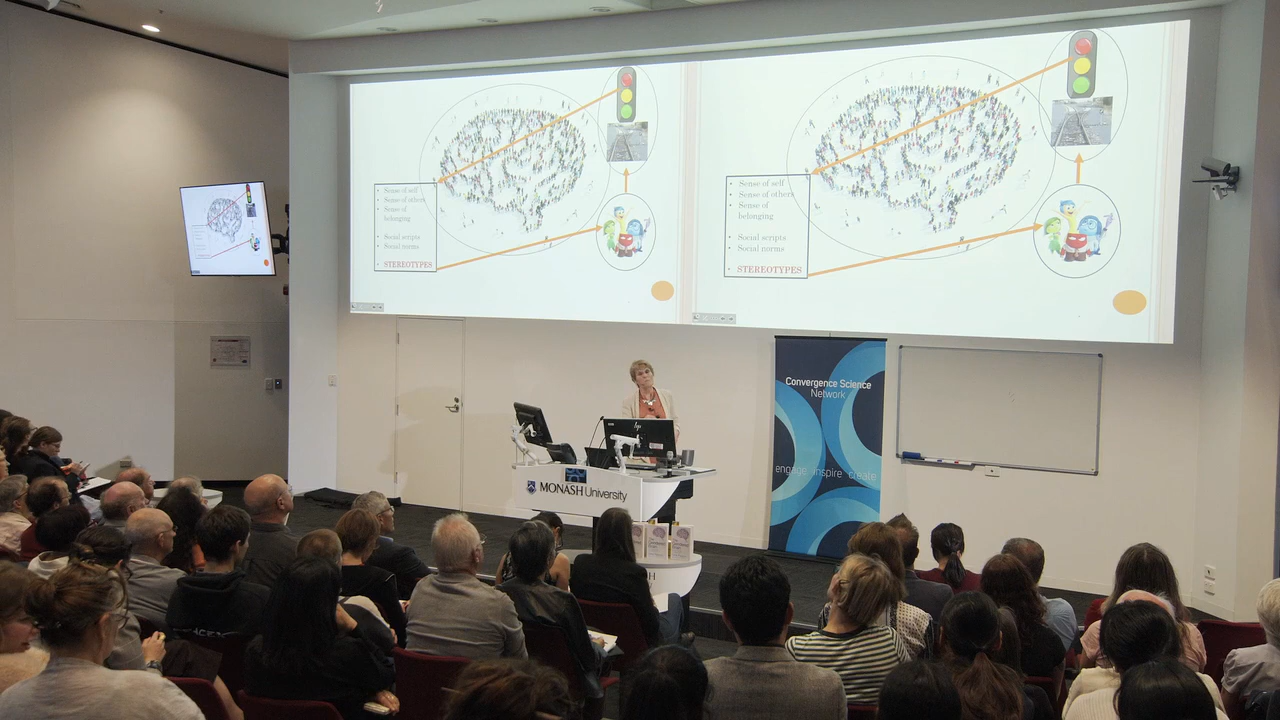 • Sense of self
• Sense of others
• Sense of
belonging
• Social scripts
• Social norms
• STEREOTYPES
• Sense of self
• Sense of others
• Sense of
belonging
• Social scripts
• Social norms
• STEREOTYPES
Convergence Science
Network
engage inspire create
hp
MONASH University